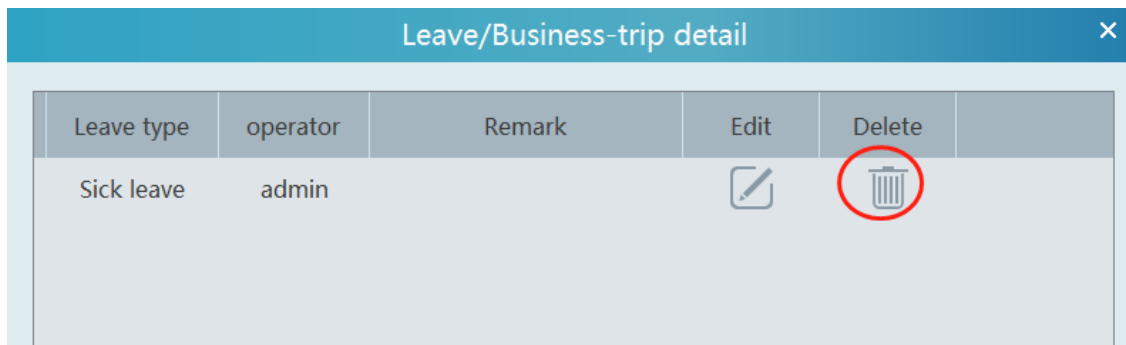 Leave/Business-trip detail
Leave type operator Remark Edit Delete
Sick leave admin